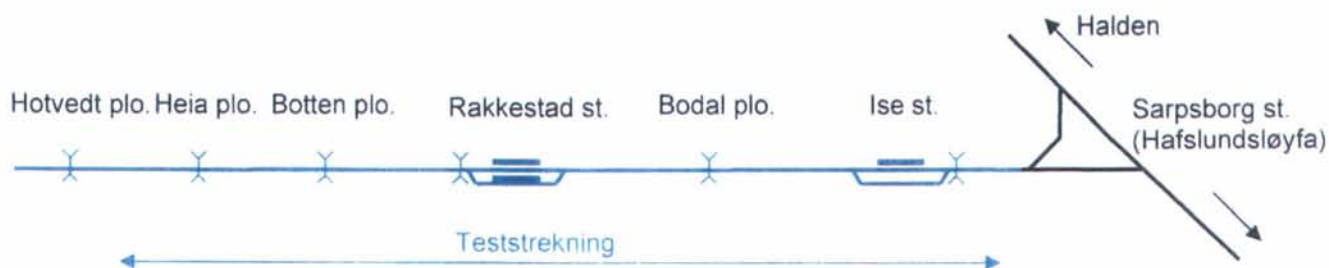 Halden
Hotvedt plo. Heia plo. Botten plo. Rakkestad st. Bodal plo. Ise st. Sarpsborg st.
(Hafslundsløyfa)
Teststrekning